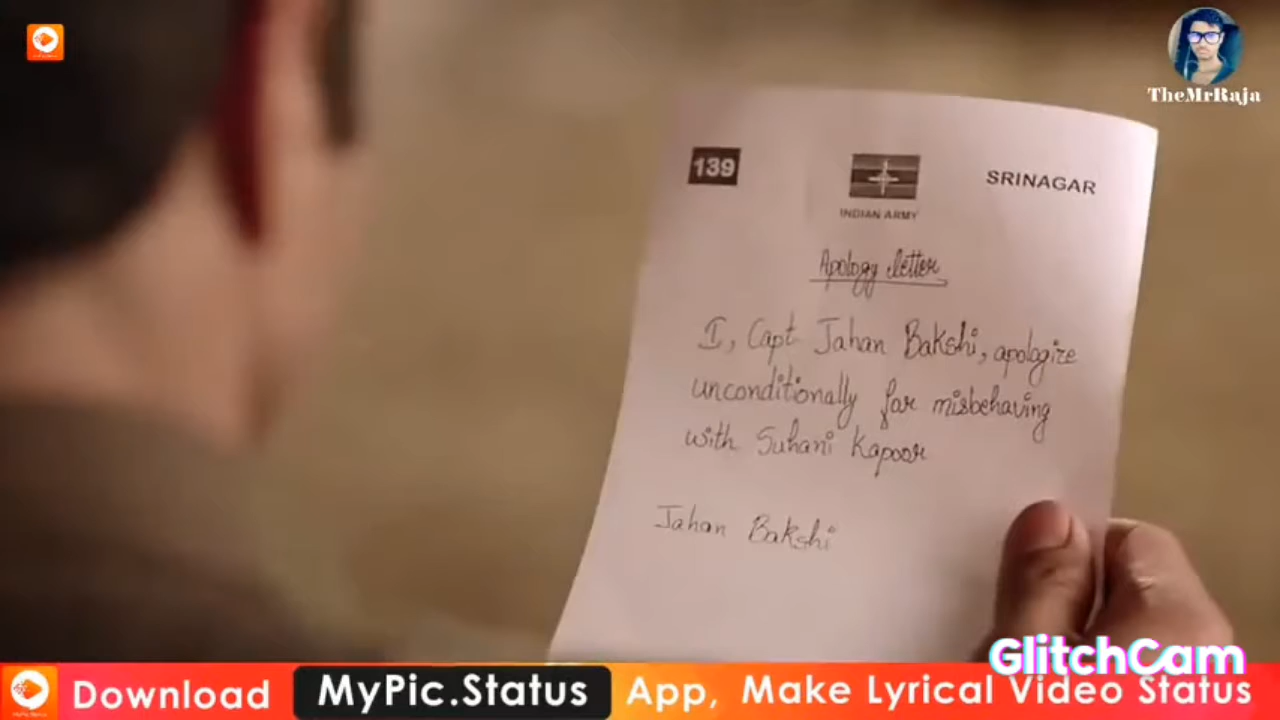 TheMrRaja
139
SRINAGAR
INDIAN ARMY
Apology letter
I, Capt Jahan Bakshi, apologize
unconditionally for misbehaving
with Suhani Kapoor
Jahan Bakshi
GlitchCam
Download MyPic.Status App, Make Lyrical Video Status